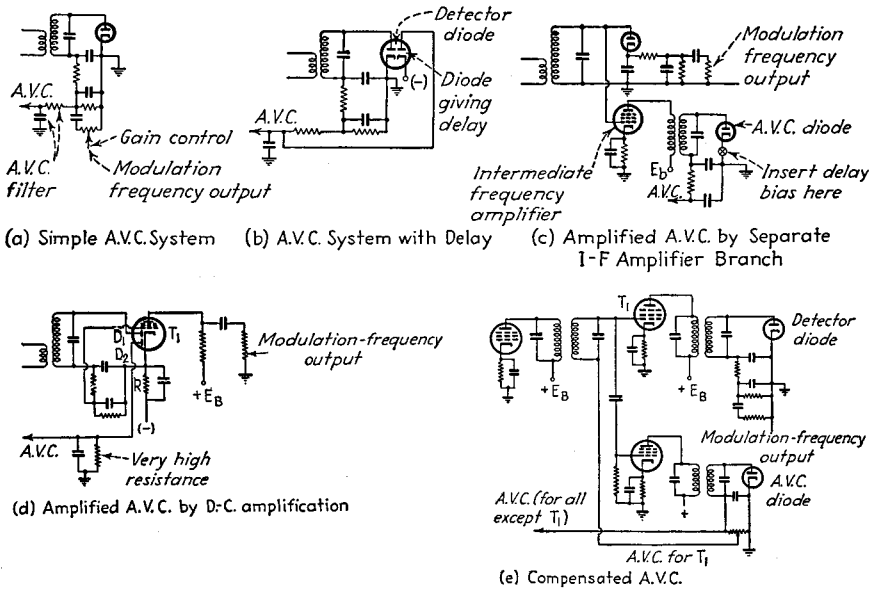 A.V.C.
A.V.C.
filter
Gain control
Modulation
frequency output
(a) Simple A.V.C. System
Detector
diode
(-)
Diode
giving
delay
A.V.C.
(b) A.V.C. System with Delay
Modulation
frequency
output
A.V.C. diode
Intermediate
frequency
amplifier
Eb
A.V.C.
Insert delay
bias here
(c) Amplified A.V.C. by Separate
I-F Amplifier Branch
D1
D2
T1
R
+EB
(-)
Modulation-frequency
output
A.V.C.
Very high
resistance
(d) Amplified A.V.C. by D.-C. amplification
T1
+EB
+EB
Detector
diode
Modulation-frequency
output
A.V.C.
diode
+
A.V.C. (for all
except T1)
A.V.C. for T1
(e) Compensated A.V.C.